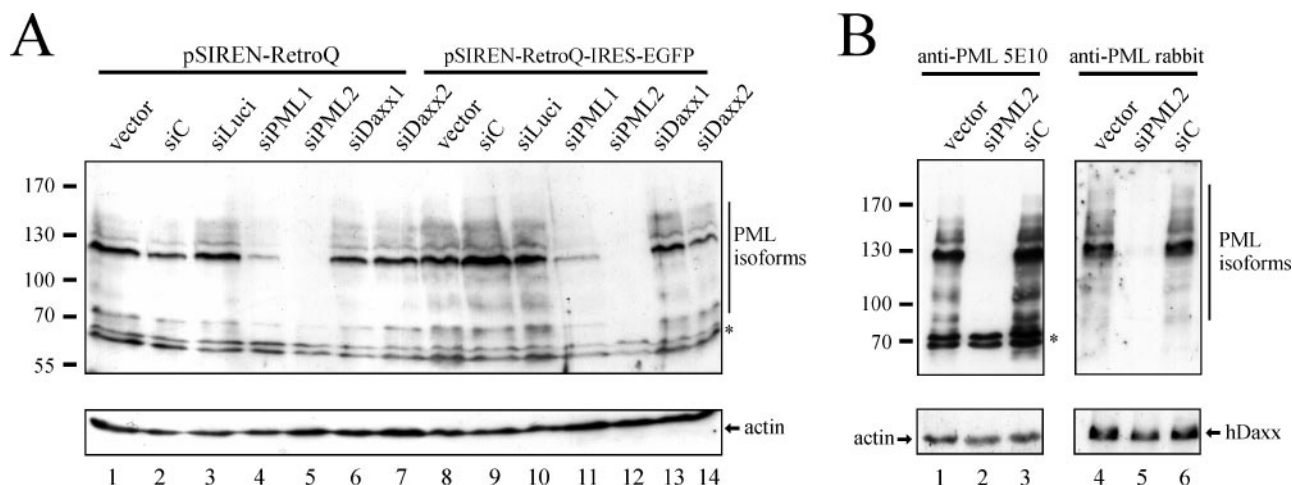 A
pSIREN-RetroQ pSIREN-RetroQ-IRES-EGFP
vector siC siLuci siPML1 siPML2 siDaxx1 siDaxx2 vector siC siLuci siPML1 siPML2 siDaxx1 siDaxx2
170
130
100
70
55
PML
isoforms
*
actin
1 2 3 4 5 6 7 8 9 10 11 12 13 14
B
anti-PML 5E10 anti-PML rabbit
vector siPML2 siC vector siPML2 siC
170
130
100
70
*
PML
isoforms
actin hDaxx
1 2 3 4 5 6